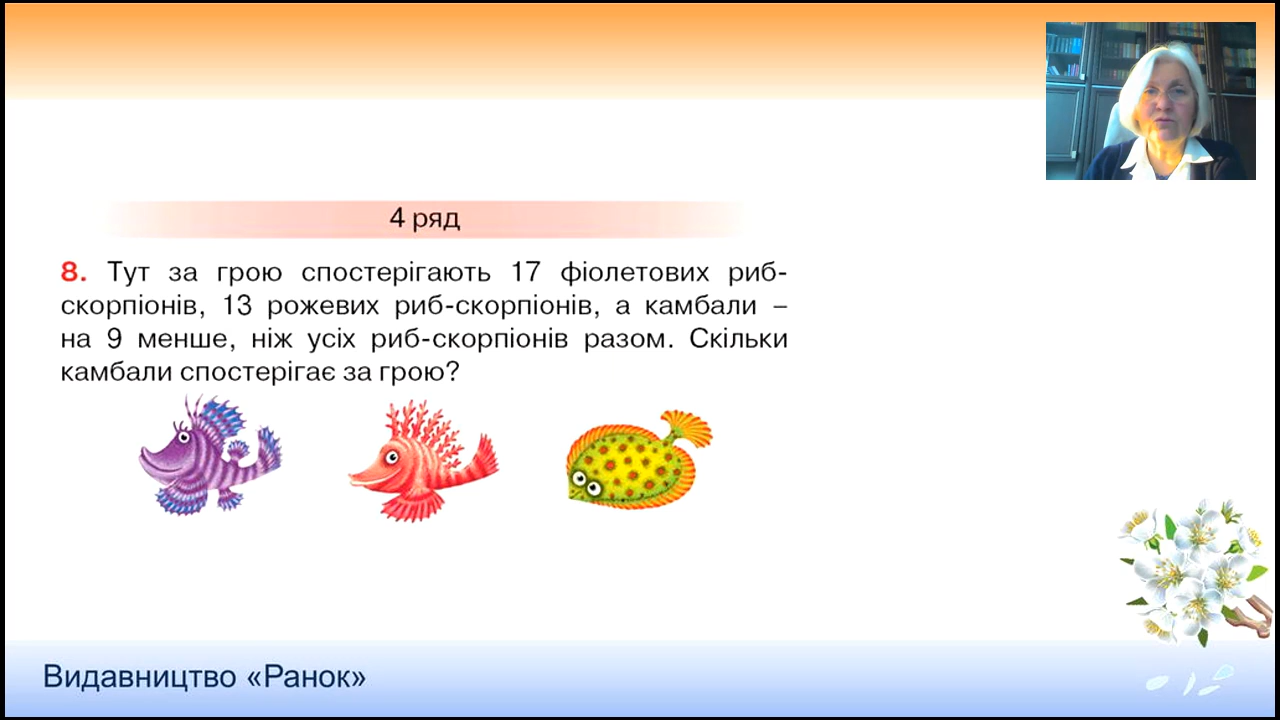 4 ряд
8. Тут за грою спостерігають 17 фіолетових риб-
скорпіонів, 13 рожевих риб-скорпіонів, а камбали –
на 9 менше, ніж усіх риб-скорпіонів разом. Скільки
камбали спостерігає за грою?
Видавництво «Ранок»